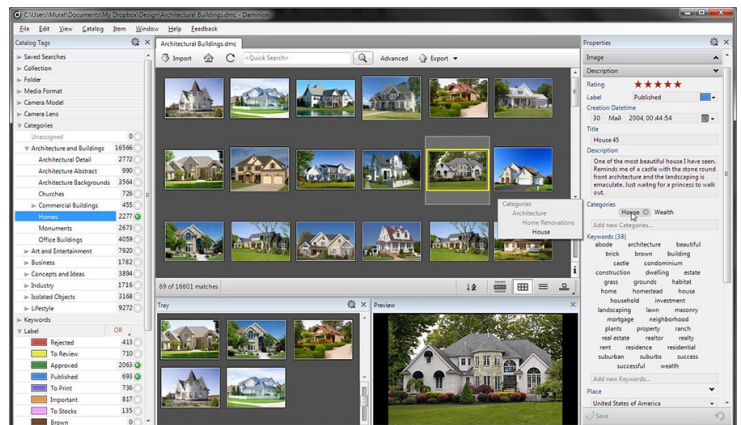 C:\Users\Murat\Documents\My Dropbox\Design\Architectural Buildings.dmc - Daminion
File Edit View Catalog Item Window Help Feedback
Catalog Tags
Saved Searches
Collection
Folder
Media Format
Camera Model
Camera Lens
Categories
Unassigned 0
Architecture and Buildings 16566
Architectural Detail 2772
Architecture Abstract 990
Architecture Backgrounds 3564
Churches 726
Commercial Buildings 455
Homes 2277
Monuments 2673
Office Buildings 4059
Art and Entertainment 7920
Business 1782
Concepts and Ideas 3894
Industry 1716
Isolated Objects 3168
Lifestyle 9272
Keywords
Label OR
Rejected 413
To Review 710
Approved 2063
Published 693
To Print 736
Important 817
To Stocks 135
Brown 0
Architectural Buildings.dmc
Import <Quick Search> Advanced Export
Categories
Architecture
Home Renovations
House
69 of 16601 matches
Tray
Preview
Properties
Image
Description
Rating
Label Published
Creation Datetime
30 Май 2004, 00:44:54
Title
House 45
Description
One of the most beautiful house I have seen.
Reminds me of a castle with the stone round
front architecture and the landscaping is
emaculate. Just waitng for a princess to walk
out.
Categories House Wealth
Add new Categories...
Keywords (38)
abode architecture beautiful
brick brown building
castle condominium
construction dwelling estate
grass grounds habitat
home homestead house
household investment
landscaping lawn masonry
mortgage neighborhood
plants property ranch
real estate realtor realty
rent residence residential
suburban suburbs success
successful wealth
Add new Keywords...
Place
United States of America
Save